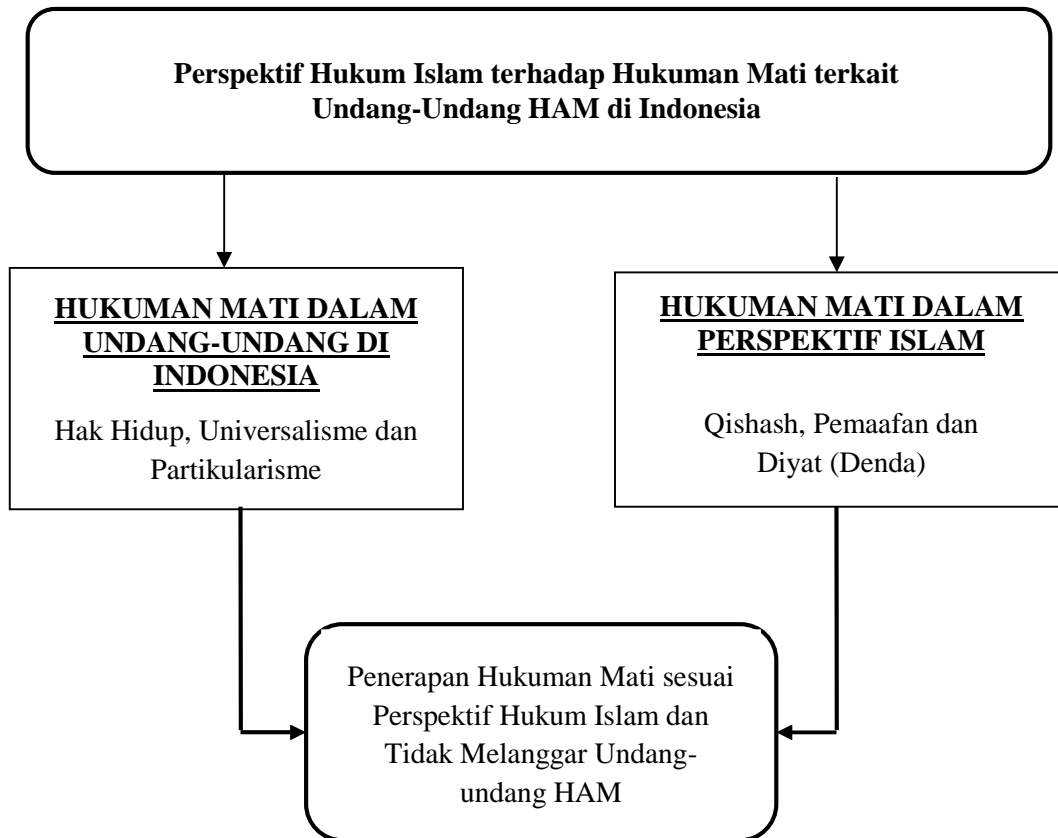 Perspektif Hukum Islam terhadap Hukuman Mati terkait
Undang-Undang HAM di Indonesia
HUKUMAN MATI DALAM
UNDANG-UNDANG DI
INDONESIA
Hak Hidup, Universalisme dan
Partikularisme
HUKUMAN MATI DALAM
PERSPEKTIF ISLAM
Qishash, Pemaafan dan
Diyat (Denda)
Penerapan Hukuman Mati sesuai
Perspektif Hukum Islam dan
Tidak Melanggar Undang-
undang HAM